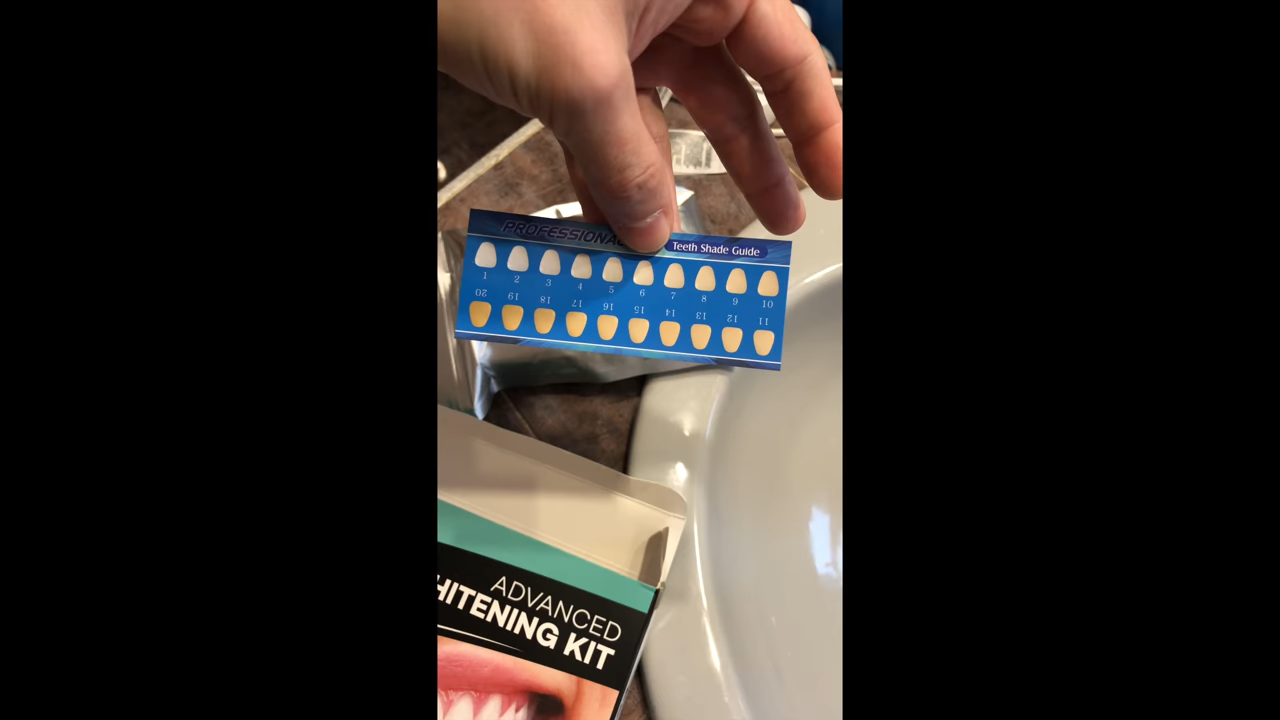 PROFESSIONAL
Teeth Shade Guide
1 2 3 4 5 6 7 8 9 10
20 19 18 17 16 15 14 13 12 11
ADVANCED
HITENING KIT